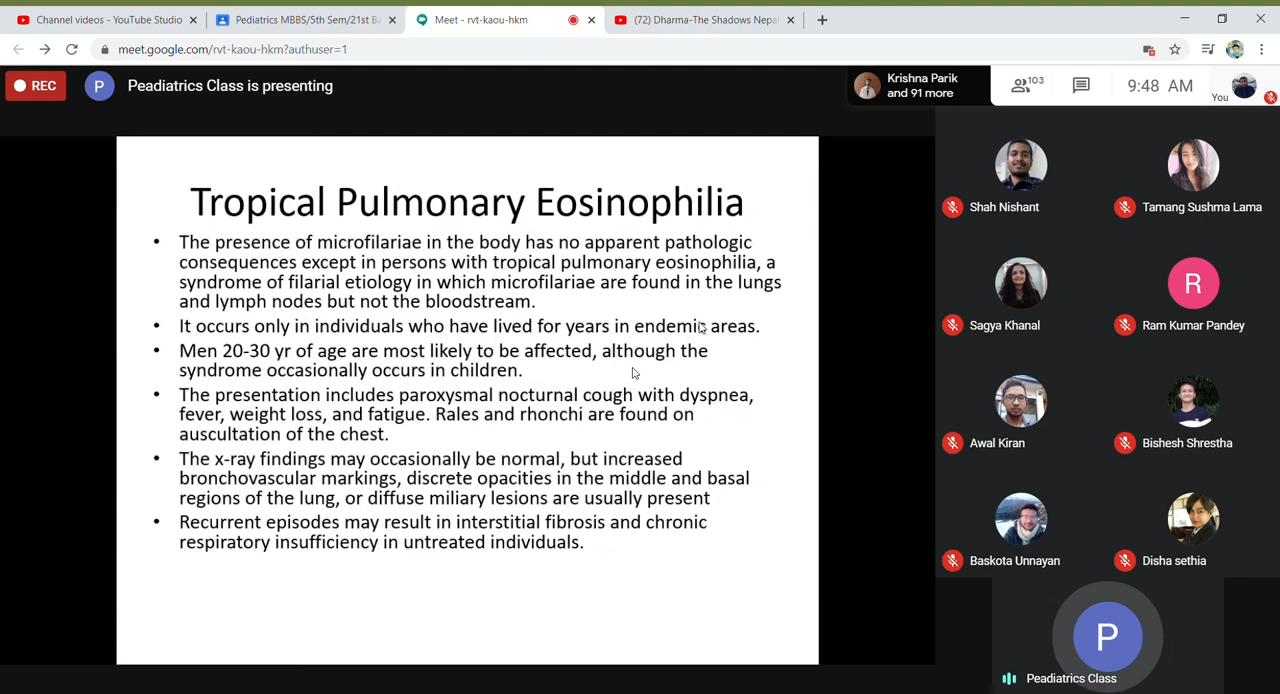 Channel videos - YouTube Studio
Pediatrics MBBS/5th Sem/21st Ba
Meet - rvt-kaou-hkm
(72) Dharma-The Shadows Nepal
meet.google.com/rvt-kaou-hkm?authuser=1
REC
P
Peadiatrics Class is presenting
Krishna Parik
and 91 more
103
9:48 AM
You
Tropical Pulmonary Eosinophilia
• The presence of microfilariae in the body has no apparent pathologic
consequences except in persons with tropical pulmonary eosinophilia, a
syndrome of filarial etiology in which microfilariae are found in the lungs
and lymph nodes but not the bloodstream.
• It occurs only in individuals who have lived for years in endemic areas.
• Men 20-30 yr of age are most likely to be affected, although the
syndrome occasionally occurs in children.
• The presentation includes paroxysmal nocturnal cough with dyspnea,
fever, weight loss, and fatigue. Rales and rhonchi are found on
auscultation of the chest.
• The x-ray findings may occasionally be normal, but increased
bronchovascular markings, discrete opacities in the middle and basal
regions of the lung, or diffuse miliary lesions are usually present
• Recurrent episodes may result in interstitial fibrosis and chronic
respiratory insufficiency in untreated individuals.
Shah Nishant
Tamang Sushma Lama
Sagya Khanal
R
Ram Kumar Pandey
Awal Kiran
Bishesh Shrestha
Baskota Unnayan
Disha sethia
P
Peadiatrics Class